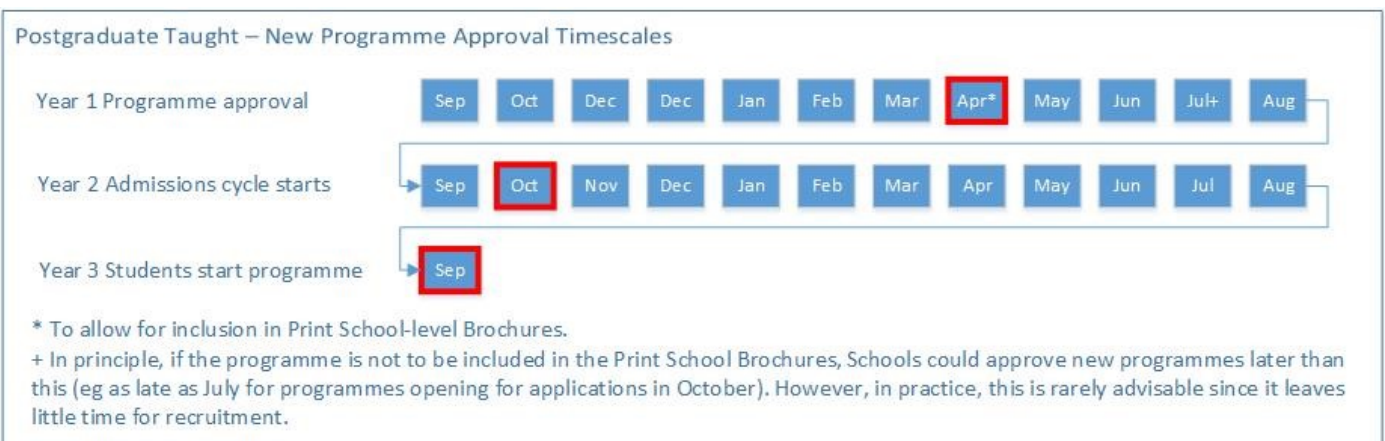 Postgraduate Taught – New Programme Approval Timescales
Year 1 Programme approval Sep Oct Dec Dec Jan Feb Mar Apr* May Jun Jul+ Aug
Year 2 Admissions cycle starts Sep Oct Nov Dec Jan Feb Mar Apr May Jun Jul Aug
Year 3 Students start programme Sep
* To allow for inclusion in Print School-level Brochures.
+ In principle, if the programme is not to be included in the Print School Brochures, Schools could approve new programmes later than
this (eg as late as July for programmes opening for applications in October). However, in practice, this is rarely advisable since it leaves
little time for recruitment.